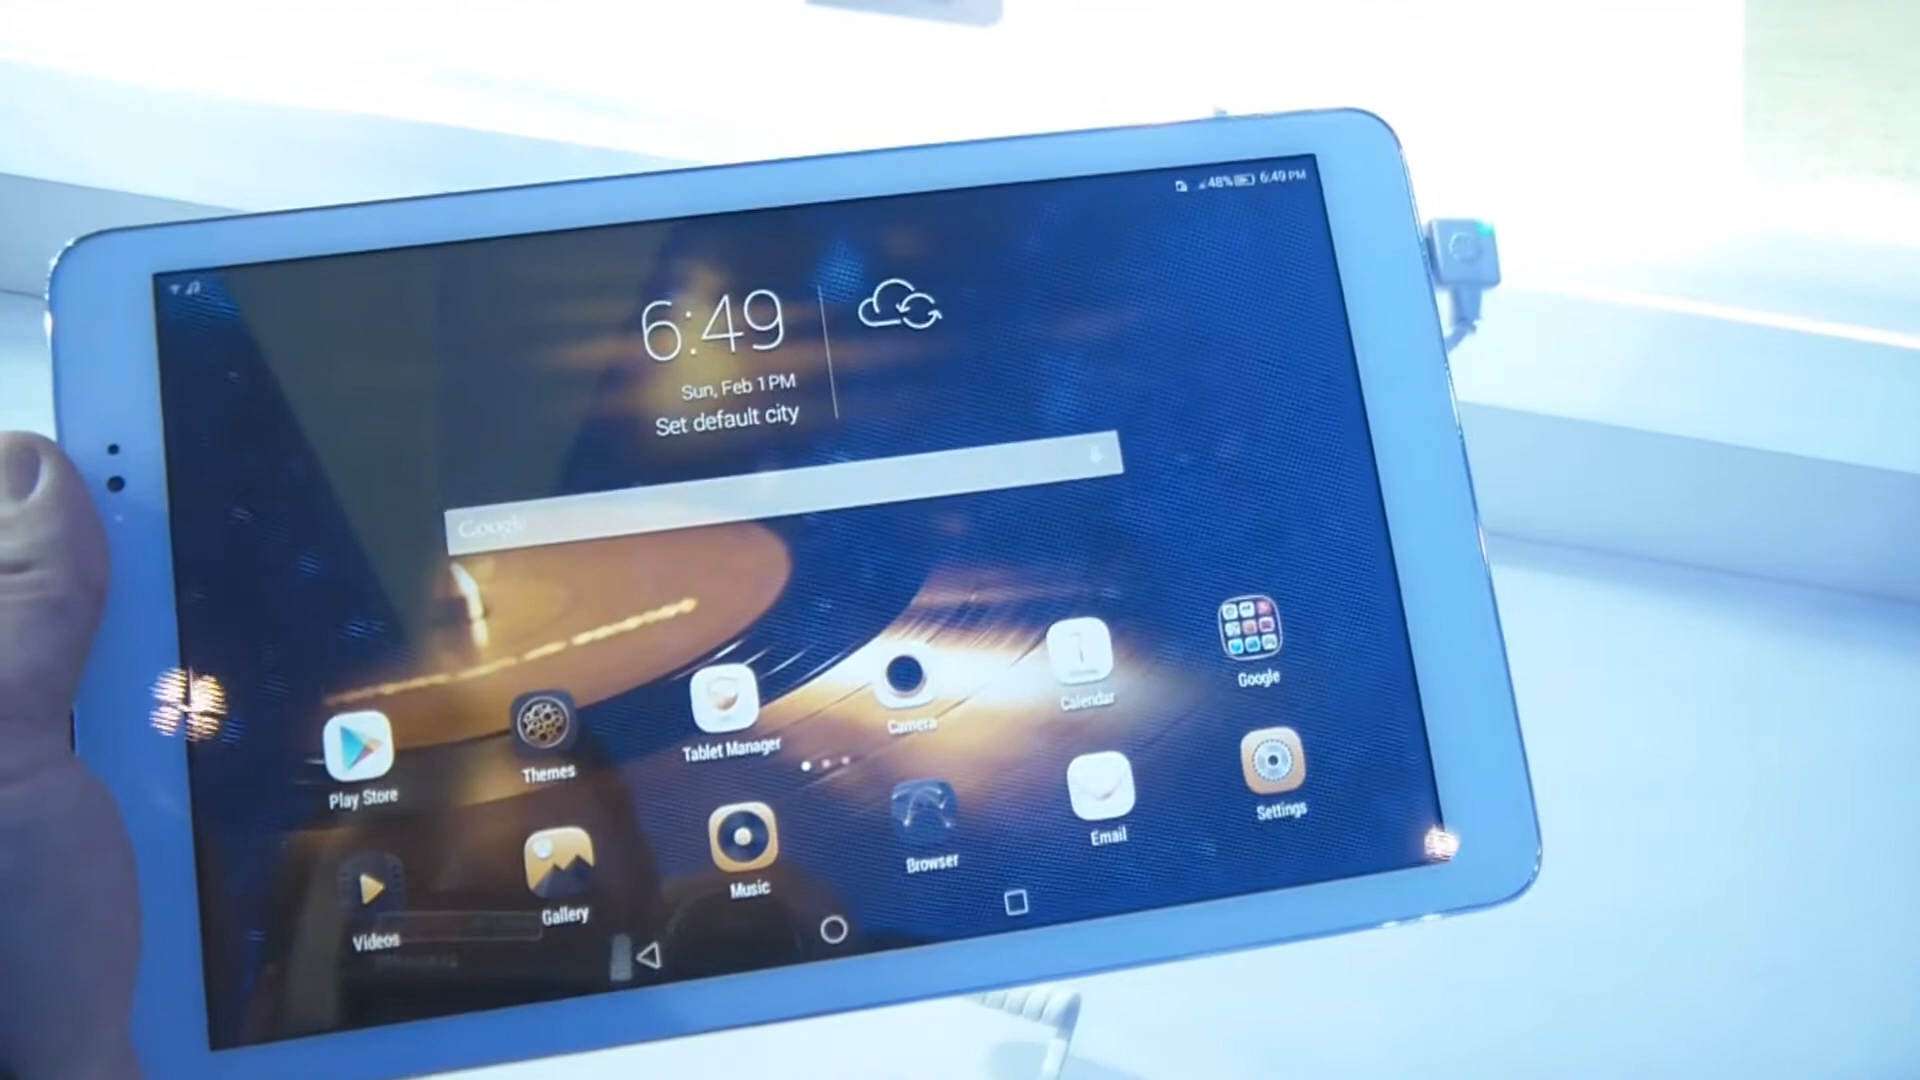 48% 6:49 PM
6:49
Sun, Feb 1 PM
Set default city
Google
Play Store
Themes
Tablet Manager
Camera
Calendar
Google
Videos
Gallery
Music
Browser
Email
Settings